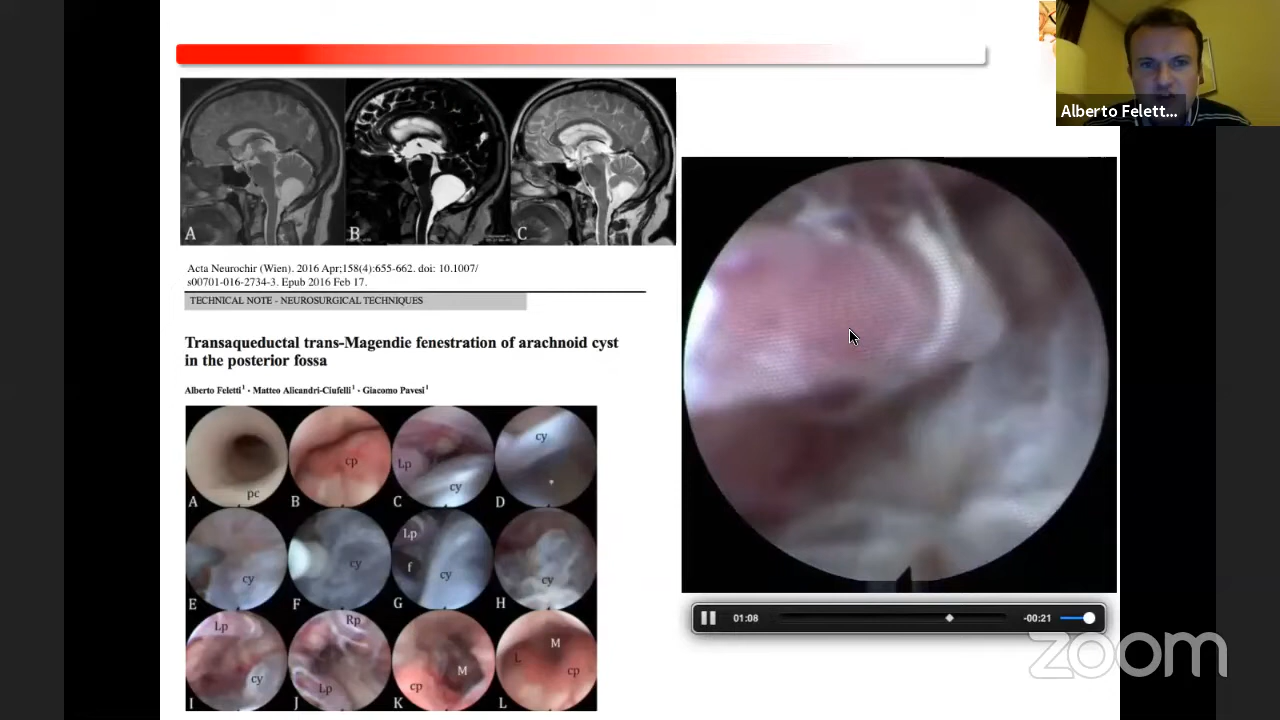 Alberto Felett...
A
B
C
Acta Neurochir (Wien). 2016 Apr;158(4):655-662. doi: 10.1007/
s00701-016-2734-3. Epub 2016 Feb 17.
TECHNICAL NOTE - NEUROSURGICAL TECHNIQUES
Transaqueductal trans-Magendie fenestration of arachnoid cyst
in the posterior fossa
Alberto Feletti¹ · Matteo Alicandri-Ciufelli¹ · Giacomo Pavesi¹
A pc
B cp
C Lp cy
D cy *
E cy
F cy
G Lp f cy
H cy
I Lp cy
J Rp Lp
K cp M
L L M cp
01:08
-00:21
zoom